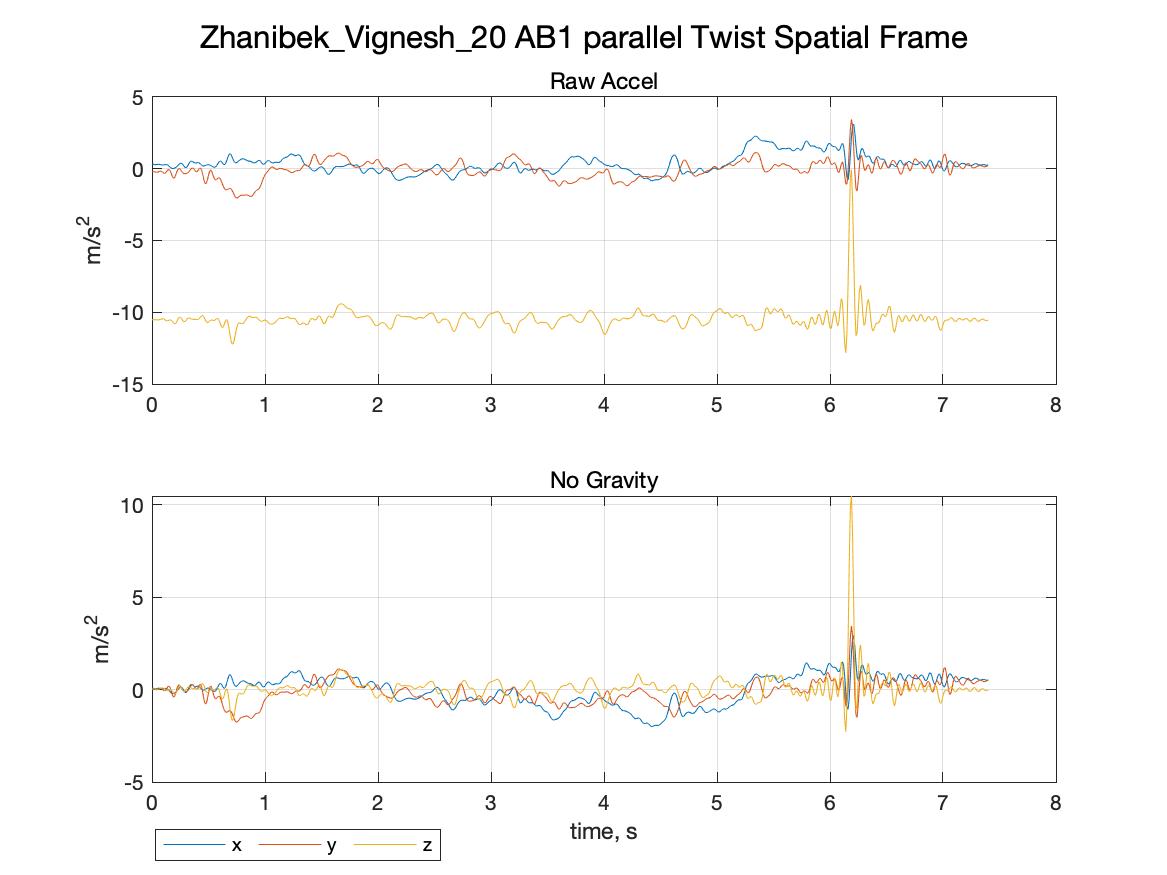 Zhanibek_Vignesh_20 AB1 parallel Twist Spatial Frame
Raw Accel
5
0
-5
-10
-15
m/s2
0 1 2 3 4 5 6 7 8
No Gravity
10
5
0
-5
m/s2
0 1 2 3 4 5 6 7 8
time, s
x y z